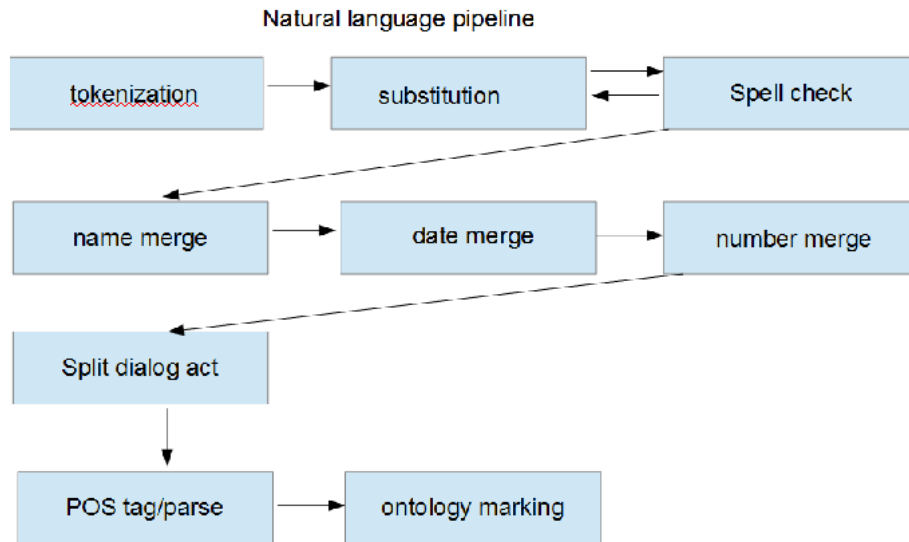 Natural language pipeline
tokenization
substitution
Spell check
name merge
date merge
number merge
Split dialog act
POS tag/parse
ontology marking